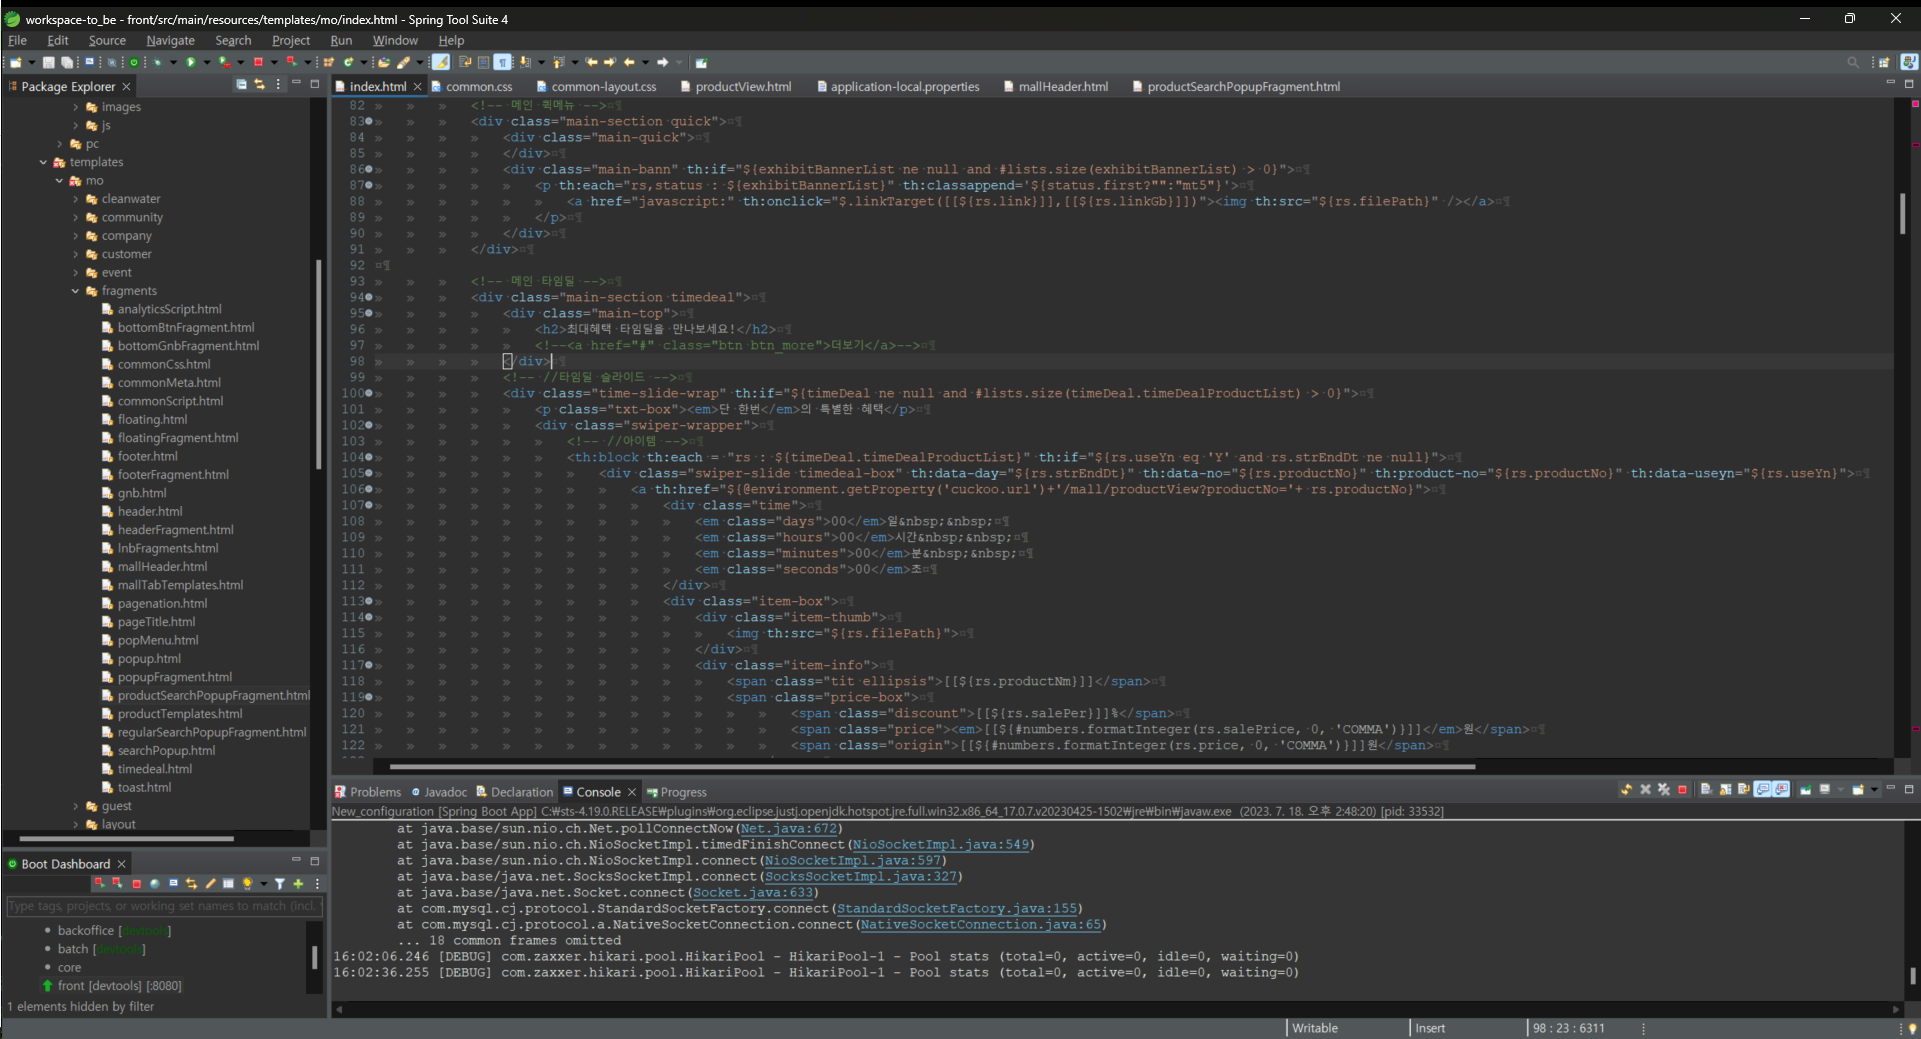 workspace-to_be - front/src/main/resources/templates/mo/index.html - Spring Tool Suite 4
File Edit Source Navigate Search Project Run Window Help
Package Explorer
images
js
pc
templates
mo
cleanwater
community
company
customer
event
fragments
analyticsScript.html
bottomBtnFragment.html
bottomGnbFragment.html
commonCss.html
commonMeta.html
commonScript.html
floating.html
floatingFragment.html
footer.html
footerFragment.html
gnb.html
header.html
headerFragment.html
lnbFragments.html
mallHeader.html
mallTabTemplates.html
pagenation.html
pageTitle.html
popMenu.html
popup.html
popupFragment.html
productSearchPopupFragment.html
productTemplates.html
regularSearchPopupFragment.html
searchPopup.html
timedeal.html
toast.html
guest
layout
Boot Dashboard
Type tags, projects, or working set names to match (incl.
backoffice [devtools]
batch [devtools]
core
front [devtools] [:8080]
1 elements hidden by filter
index.html common.css common-layout.css productView.html application-local.properties mallHeader.html productSearchPopupFragment.html
82 <!-- 메인 퀵메뉴 -->
83 <div class="main-section quick">
84 <div class="main-quick">
85 </div>
86 <div class="main-bann" th:if="${exhibitBannerList ne null and #lists.size(exhibitBannerList) > 0}">
87 <p th:each="rs,status : ${exhibitBannerList}" th:classappend='${status.first?"":"mt5"}'>
88 <a href="javascript:" th:onclick="$.linkTarget([[${rs.link}]],[[${rs.linkGb}]])"><img th:src="${rs.filePath}" /></a>
89 </p>
90 </div>
91 </div>
92
93 <!-- 메인 타임딜 -->
94 <div class="main-section timedeal">
95 <div class="main-top">
96 <h2>최대혜택 타임딜을 만나보세요!</h2>
97 <!--<a href="#" class="btn btn_more">더보기</a>-->
98 </div>
99 <!-- //타임딜 슬라이드 -->
100 <div class="time-slide-wrap" th:if="${timeDeal ne null and #lists.size(timeDeal.timeDealProductList) > 0}">
101 <p class="txt-box"><em>단 한번</em>의 특별한 혜택</p>
102 <div class="swiper-wrapper">
103 <!-- //아이템 -->
104 <th:block th:each = "rs : ${timeDeal.timeDealProductList}" th:if="${rs.useYn eq 'Y' and rs.strEndDt ne null}">
105 <div class="swiper-slide timedeal-box" th:data-day="${rs.strEndDt}" th:data-no="${rs.productNo}" th:product-no="${rs.productNo}" th:data-useyn="${rs.useYn}">
106 <a th:href="${@environment.getProperty('cuckoo.url')+'/mall/productView?productNo='+ rs.productNo}">
107 <div class="time">
108 <em class="days">00</em>일&nbsp;&nbsp;
109 <em class="hours">00</em>시간&nbsp;&nbsp;
110 <em class="minutes">00</em>분&nbsp;&nbsp;
111 <em class="seconds">00</em>초
112 </div>
113 <div class="item-box">
114 <div class="item-thumb">
115 <img th:src="${rs.filePath}">
116 </div>
117 <div class="item-info">
118 <span class="tit ellipsis">[[${rs.productNm}]]</span>
119 <span class="price-box">
120 <span class="discount">[[${rs.salePer}]]%</span>
121 <span class="price"><em>[[${#numbers.formatInteger(rs.salePrice, 0, 'COMMA')}]]</em>원</span>
122 <span class="origin">[[${#numbers.formatInteger(rs.price, 0, 'COMMA')}]]원</span>
Problems Javadoc Declaration Console Progress
New_configuration [Spring Boot App] C:₩sts-4.19.0.RELEASE₩plugins₩org.eclipse.justj.openjdk.hotspot.jre.full.win32.x86_64_17.0.7.v20230425-1502₩jre₩bin₩javaw.exe (2023. 7. 18. 오후 2:48:20) [pid: 33532]
at java.base/sun.nio.ch.Net.pollConnectNow(Net.java:672)
at java.base/sun.nio.ch.NioSocketImpl.timedFinishConnect(NioSocketImpl.java:549)
at java.base/sun.nio.ch.NioSocketImpl.connect(NioSocketImpl.java:597)
at java.base/java.net.SocksSocketImpl.connect(SocksSocketImpl.java:327)
at java.base/java.net.Socket.connect(Socket.java:633)
at com.mysql.cj.protocol.StandardSocketFactory.connect(StandardSocketFactory.java:155)
at com.mysql.cj.protocol.a.NativeSocketConnection.connect(NativeSocketConnection.java:65)
... 18 common frames omitted
16:02:06.246 [DEBUG] com.zaxxer.hikari.pool.HikariPool - HikariPool-1 - Pool stats (total=0, active=0, idle=0, waiting=0)
16:02:36.255 [DEBUG] com.zaxxer.hikari.pool.HikariPool - HikariPool-1 - Pool stats (total=0, active=0, idle=0, waiting=0)
Writable Insert 98 : 23 : 6311